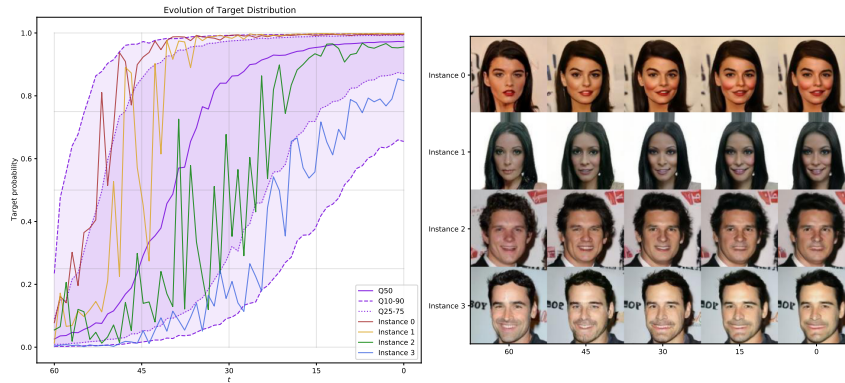 Evolution of Target Distribution
Target probability
1.0
0.8
0.6
0.4
0.2
0.0
60
45
30
15
0
t
Q50
Q10-90
Q25-75
Instance 0
Instance 1
Instance 2
Instance 3
Instance 0
Instance 1
Instance 2
Instance 3
BOP
60
45
30
15
0